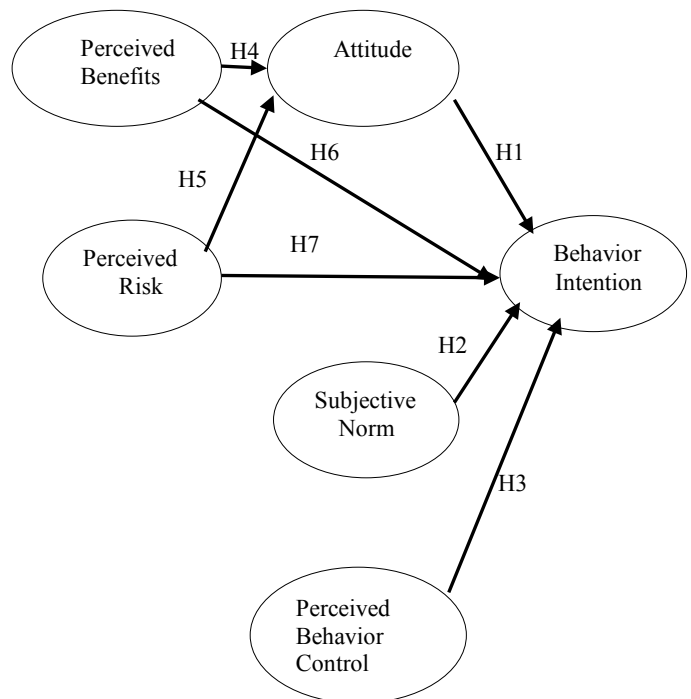 Perceived
Benefits
H4
Attitude
H5
H6
H1
Perceived
Risk
H7
Behavior
Intention
H2
Subjective
Norm
H3
Perceived
Behavior
Control